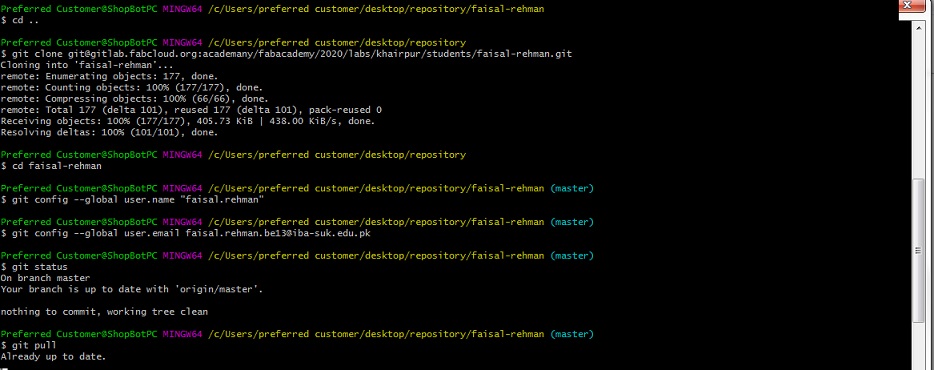 Preferred Customer@ShopBotPC MINGW64 /c/Users/preferred customer/desktop/repository/faisal-rehman
$ cd ..
Preferred Customer@ShopBotPC MINGW64 /c/Users/preferred customer/desktop/repository
$ git clone git@gitlab.fabcloud.org:academany/fabacademy/2020/labs/khairpur/students/faisal-rehman.git
Cloning into 'faisal-rehman'...
remote: Enumerating objects: 177, done.
remote: Counting objects: 100% (177/177), done.
remote: Compressing objects: 100% (66/66), done.
remote: Total 177 (delta 101), reused 177 (delta 101), pack-reused 0
Receiving objects: 100% (177/177), 405.73 KiB | 438.00 KiB/s, done.
Resolving deltas: 100% (101/101), done.
Preferred Customer@ShopBotPC MINGW64 /c/Users/preferred customer/desktop/repository
$ cd faisal-rehman
Preferred Customer@ShopBotPC MINGW64 /c/Users/preferred customer/desktop/repository/faisal-rehman (master)
$ git config --global user.name "faisal.rehman"
Preferred Customer@ShopBotPC MINGW64 /c/Users/preferred customer/desktop/repository/faisal-rehman (master)
$ git config --global user.email faisal.rehman.be13@iba-suk.edu.pk
Preferred Customer@ShopBotPC MINGW64 /c/Users/preferred customer/desktop/repository/faisal-rehman (master)
$ git status
On branch master
Your branch is up to date with 'origin/master'.
nothing to commit, working tree clean
Preferred Customer@ShopBotPC MINGW64 /c/Users/preferred customer/desktop/repository/faisal-rehman (master)
$ git pull
Already up to date.